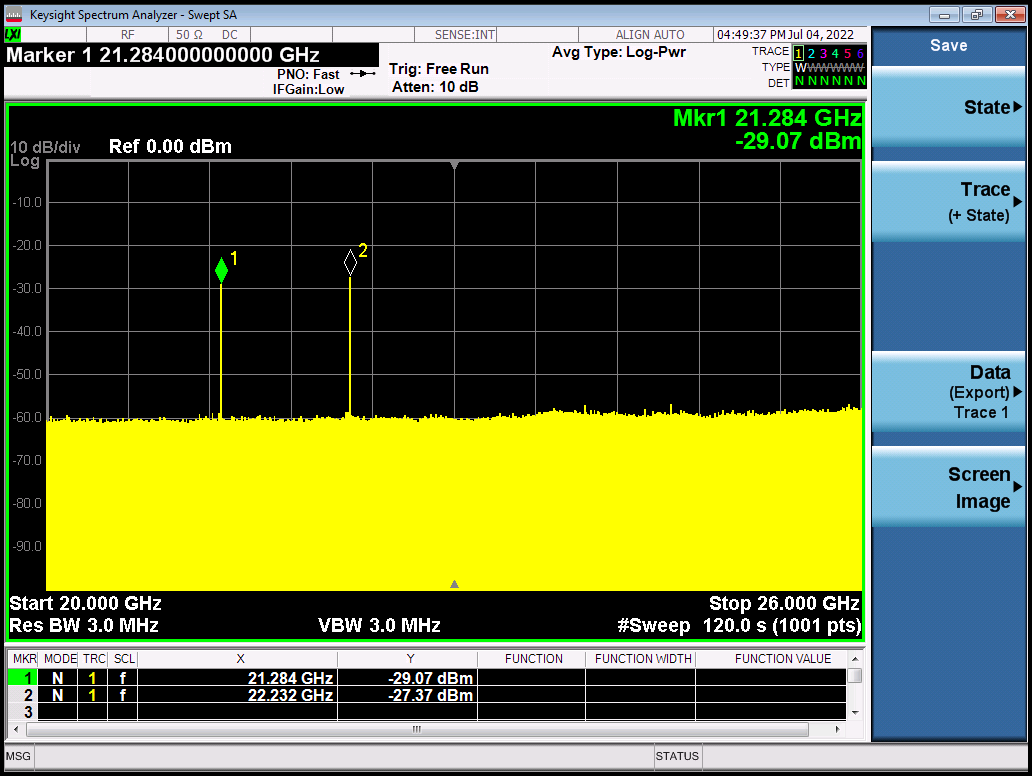 Keysight Spectrum Analyzer - Swept SA
LXI RF 50 Ω DC SENSE:INT ALIGN AUTO 04:49:37 PM Jul 04, 2022
Marker 1 21.284000000000 GHz
PNO: Fast
IFGain:Low
Trig: Free Run
Atten: 10 dB
Avg Type: Log-Pwr
TRACE 1 2 3 4 5 6
TYPE W W W W W W
DET N N N N N N
Mkr1 21.284 GHz
-29.07 dBm
10 dB/div
Log
Ref 0.00 dBm
-10.0
-20.0
-30.0
-40.0
-50.0
-60.0
-70.0
-80.0
-90.0
1
2
Start 20.000 GHz Stop 26.000 GHz
Res BW 3.0 MHz VBW 3.0 MHz #Sweep 120.0 s (1001 pts)
MKR MODE TRC SCL X Y FUNCTION FUNCTION WIDTH FUNCTION VALUE
1 N 1 f 21.284 GHz -29.07 dBm
2 N 1 f 22.232 GHz -27.37 dBm
3
MSG STATUS
Save
State
Trace
(+ State)
Data
(Export)
Trace 1
Screen
Image